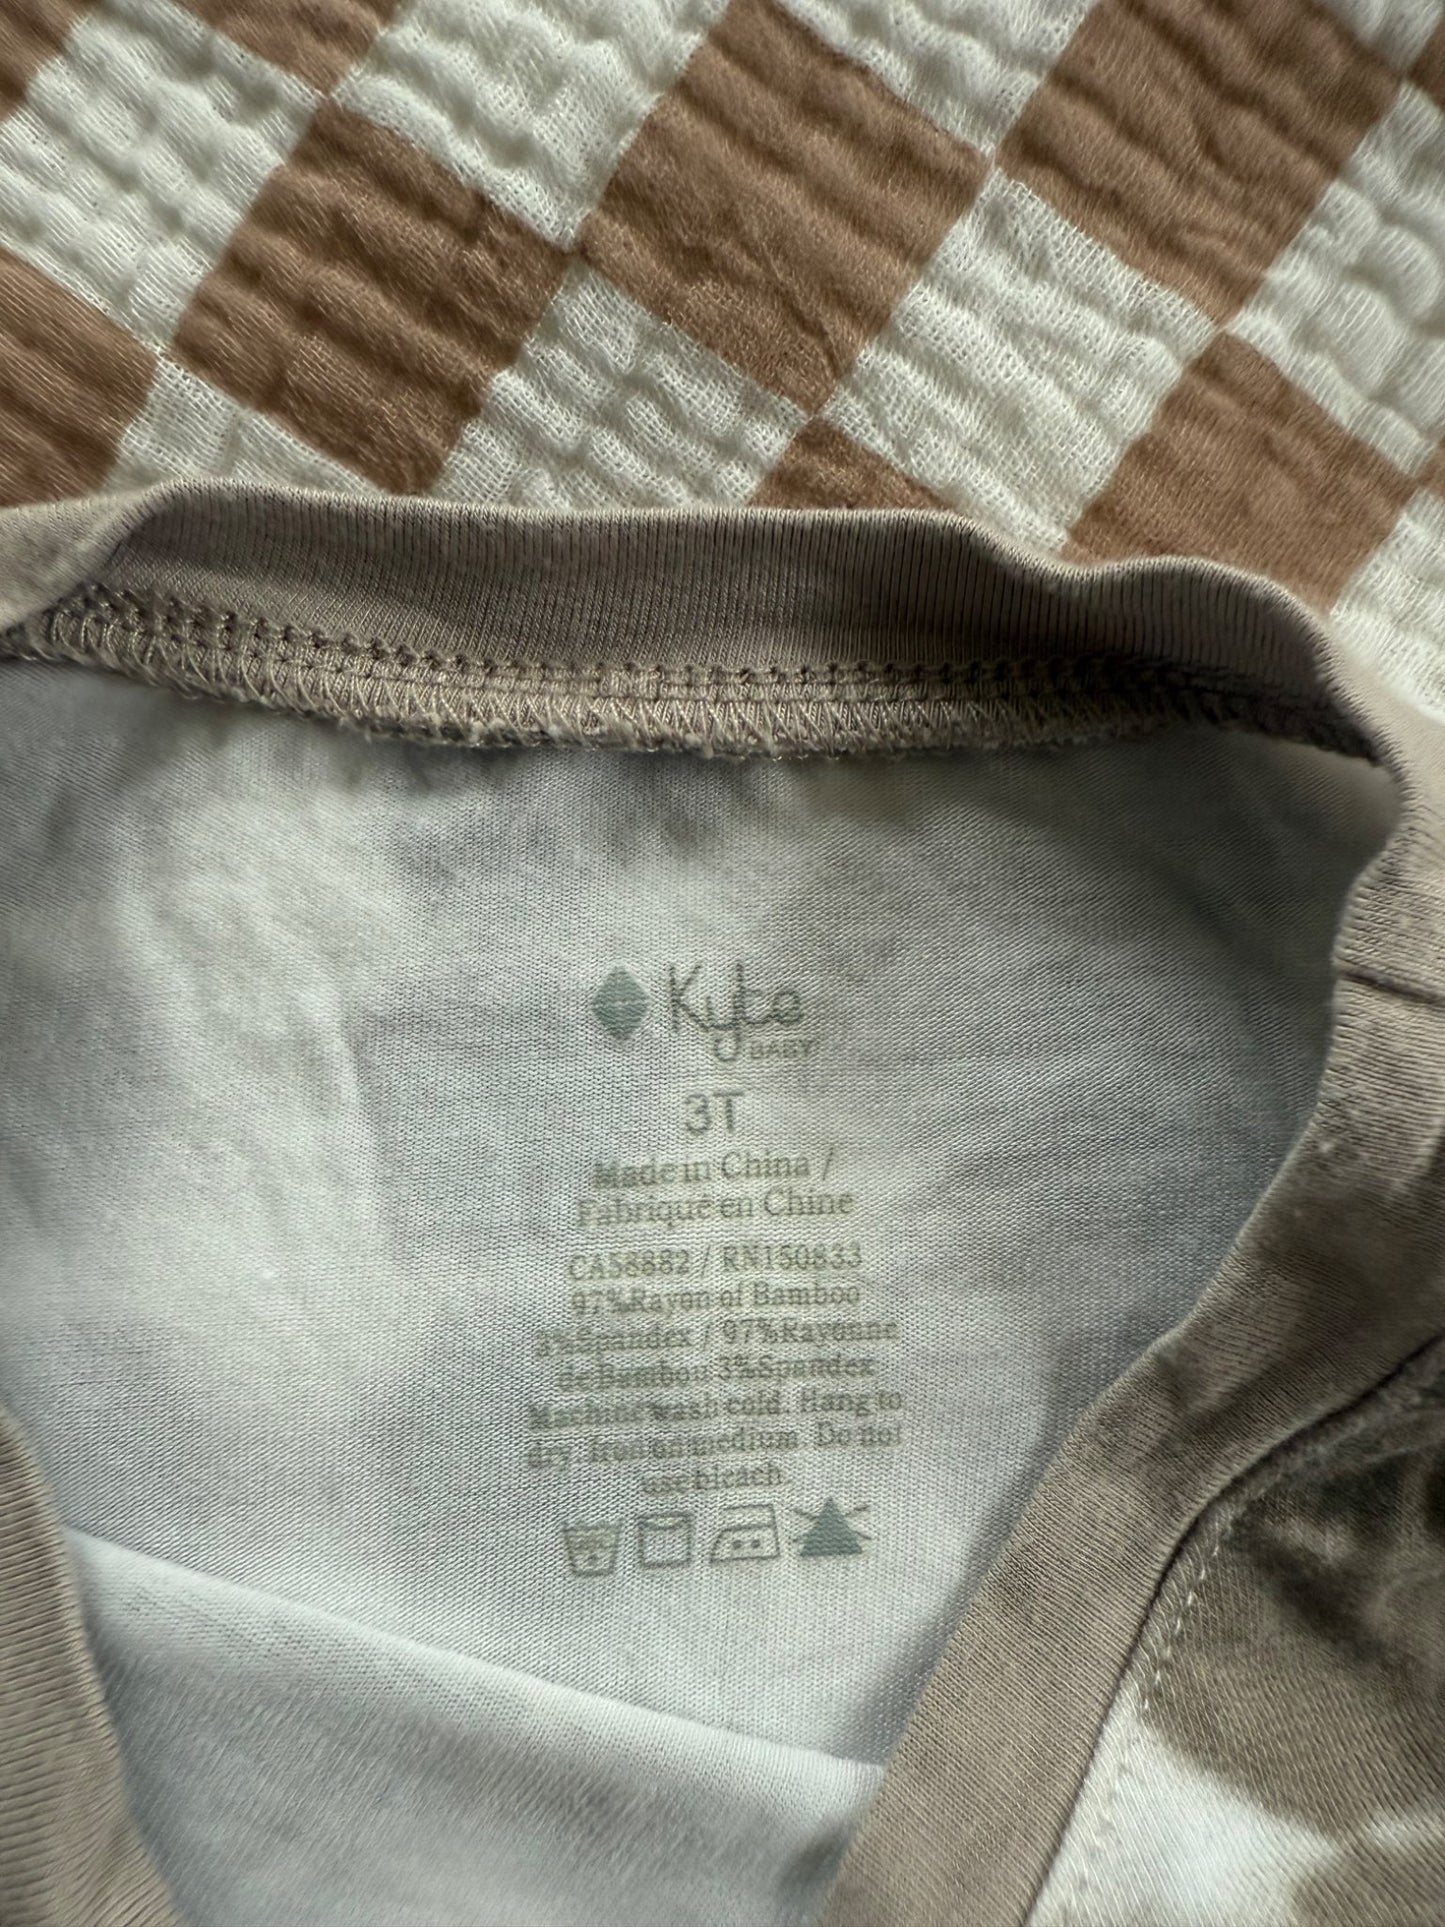 Kyte
BABY
3T
Made in China /
Fabriqué en Chine
CA58882 / RN150833
97%Rayon of Bamboo
3%Spandex / 97%Rayonne
de Bambou 3%Spandex
Machine wash cold. Hang to
dry. Iron on medium. Do not
use bleach.